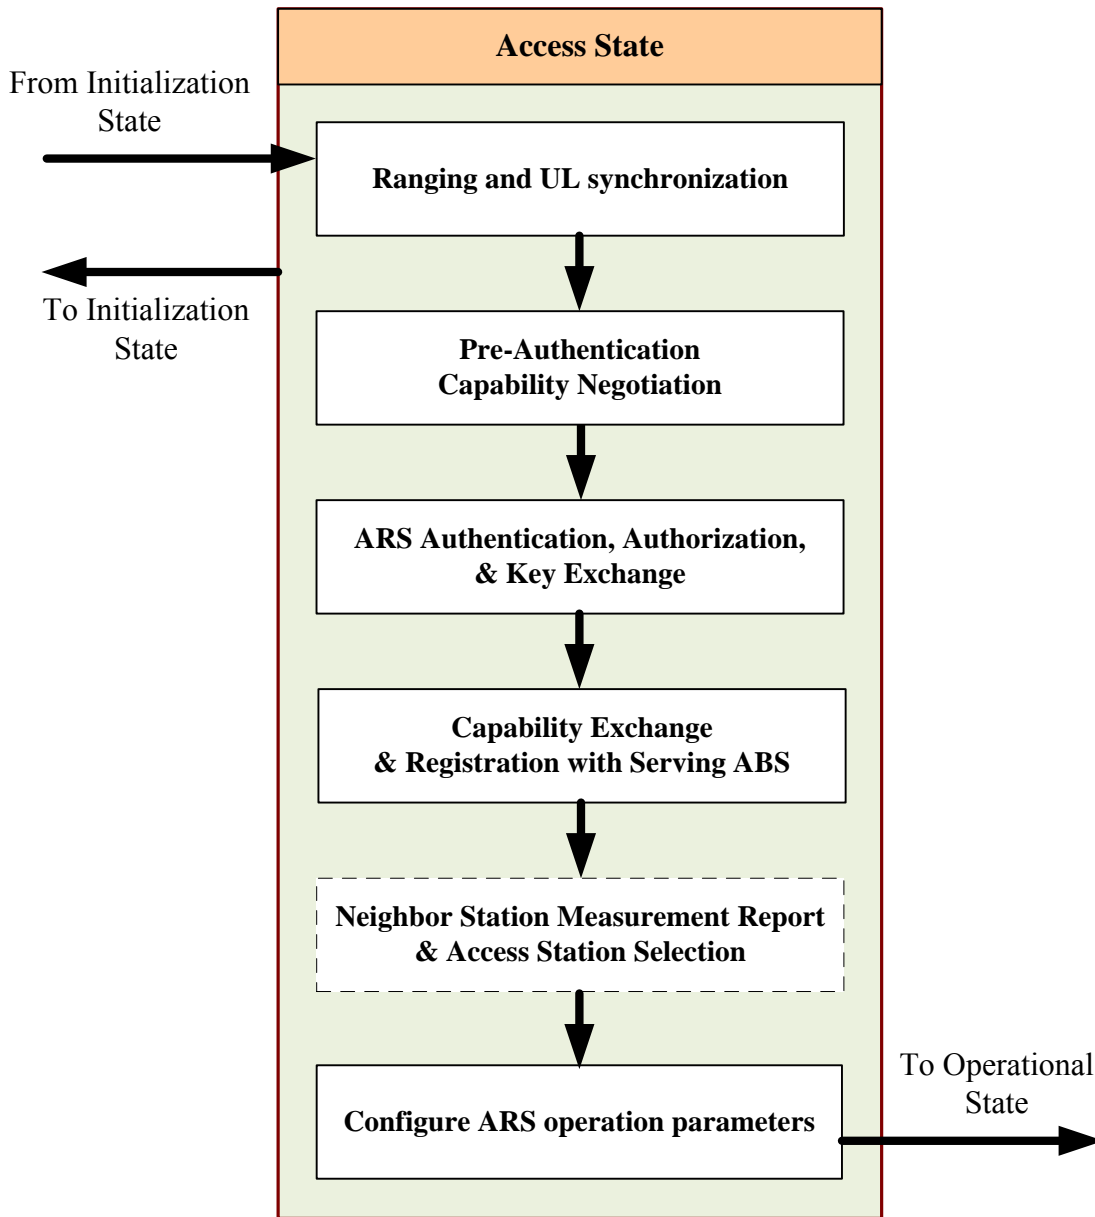 Access State
From Initialization
State
Ranging and UL synchronization
To Initialization
State
Pre-Authentication
Capability Negotiation
ARS Authentication, Authorization,
& Key Exchange
Capability Exchange
& Registration with Serving ABS
Neighbor Station Measurement Report
& Access Station Selection
Configure ARS operation parameters
To Operational
State